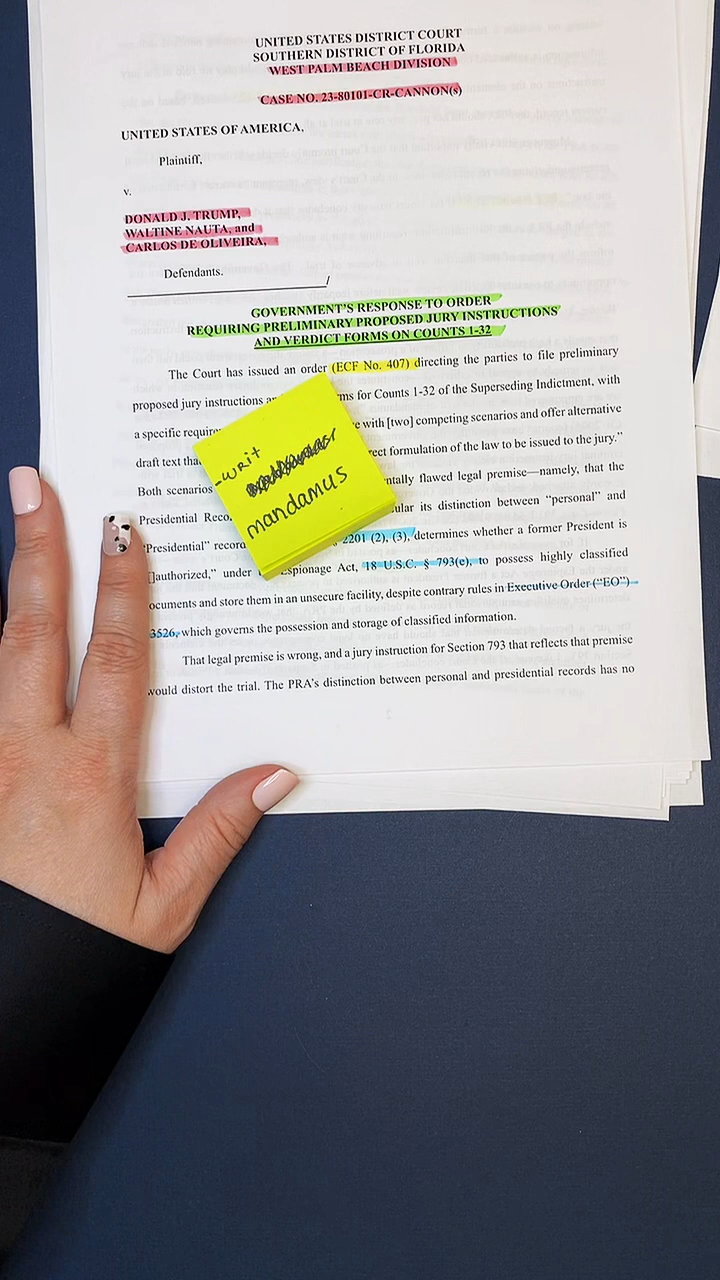 UNITED STATES DISTRICT COURT
SOUTHERN DISTRICT OF FLORIDA
WEST PALM BEACH DIVISION
CASE NO. 23-80101-CR-CANNON(s)
UNITED STATES OF AMERICA,
Plaintiff,
v.
DONALD J. TRUMP,
WALTINE NAUTA, and
CARLOS DE OLIVEIRA,
Defendants.
/
GOVERNMENT'S RESPONSE TO ORDER
REQUIRING PRELIMINARY PROPOSED JURY INSTRUCTIONS
AND VERDICT FORMS ON COUNTS 1-32
The Court has issued an order (ECF No. 407) directing the parties to file preliminary
proposed jury instructions ms for Counts 1-32 of the Superseding Indictment, with
a specific with [two] competing scenarios and offer alternative
draft text rect formulation of the law to be issued to the jury."
Both scenarios ntally flawed legal premise—namely, that the
Presidential ular its distinction between "personal" and
"Presidential" 2201 (2), (3), determines whether a former President is
[]authorized," under Espionage Act, 18 U.S.C. § 793(e), to possess highly classified
ocuments and store them in an unsecure facility, despite contrary rules in Executive Order ("EO")
3526, which governs the possession and storage of classified information.
That legal premise is wrong, and a jury instruction for Section 793 that reflects that premise
would distort the trial. The PRA's distinction between personal and presidential records has no
-writ
mandamus